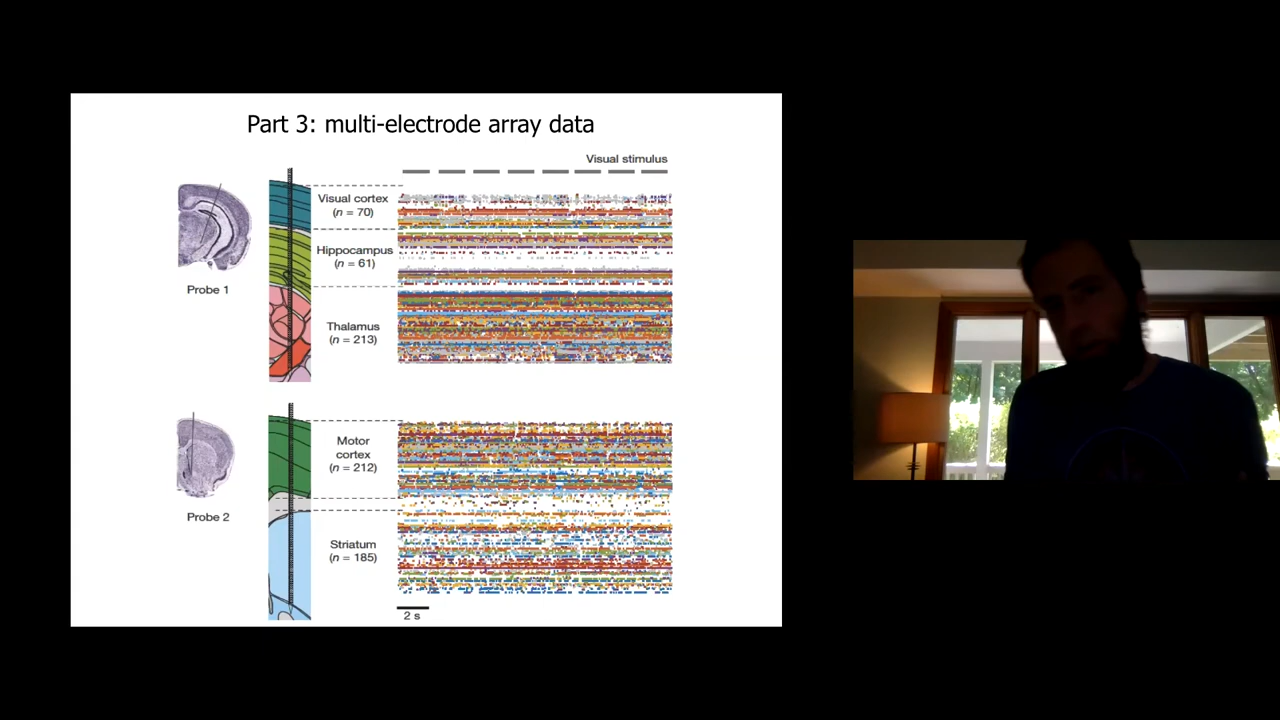 Part 3: multi-electrode array data
Visual stimulus
Visual cortex
(n = 70)
Hippocampus
(n = 61)
Probe 1
Thalamus
(n = 213)
Motor
cortex
(n = 212)
Probe 2
Striatum
(n = 185)
2 s